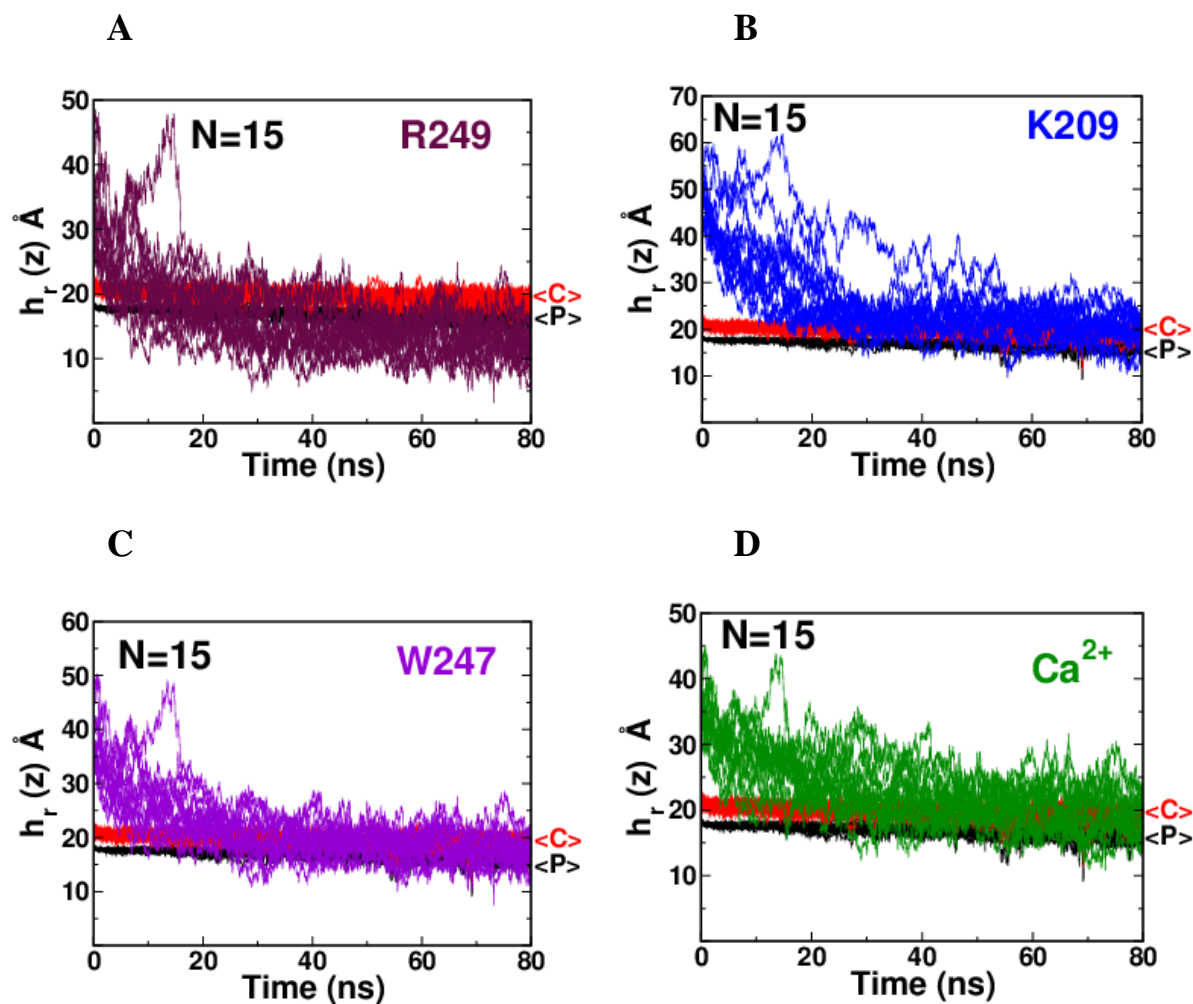 A
B
50
40
30
20
10
h_r (z) Å
N=15
R249
<C>
<P>
0 20 40 60 80
Time (ns)
70
60
50
40
30
20
10
h_r (z) Å
N=15
K209
<C>
<P>
0 20 40 60 80
Time (ns)
C
D
60
50
40
30
20
10
h_r (z) Å
N=15
W247
<C>
<P>
0 20 40 60 80
Time (ns)
50
40
30
20
10
h_r (z) Å
N=15
Ca²⁺
<C>
<P>
0 20 40 60 80
Time (ns)